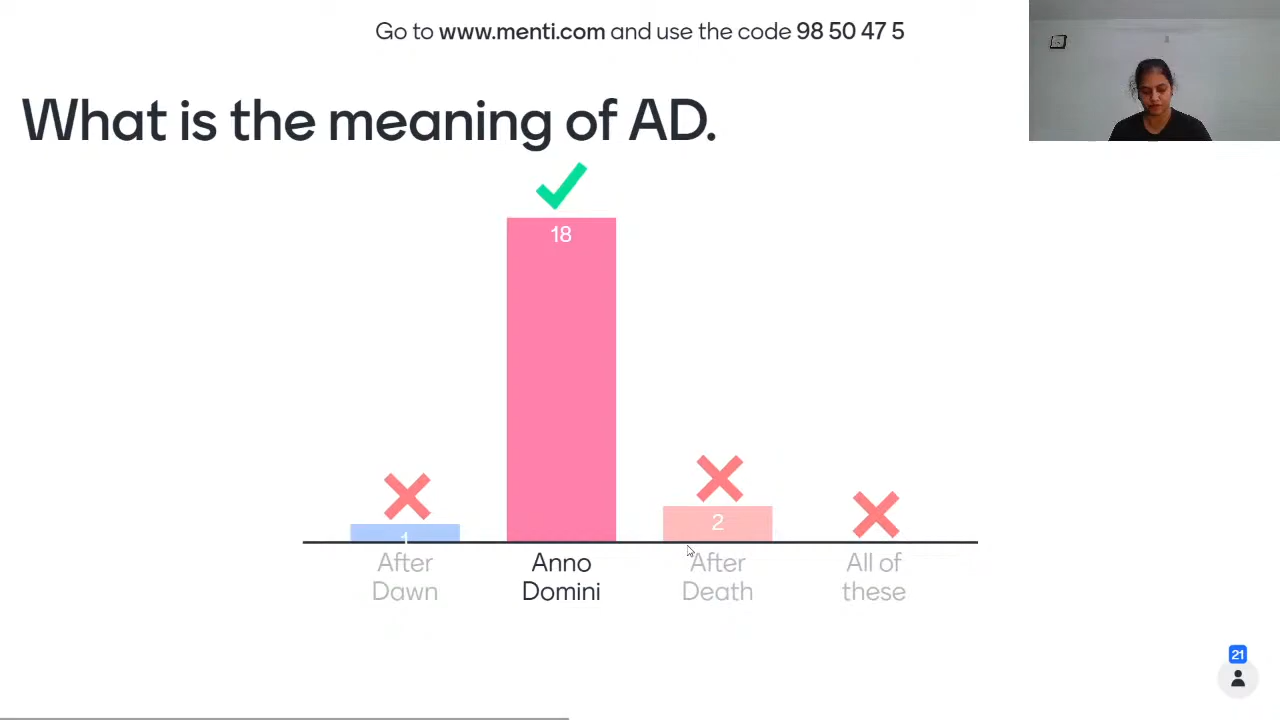 Go to www.menti.com and use the code 98 50 47 5
What is the meaning of AD.
18
1
2
After Dawn
Anno Domini
After Death
All of these
21